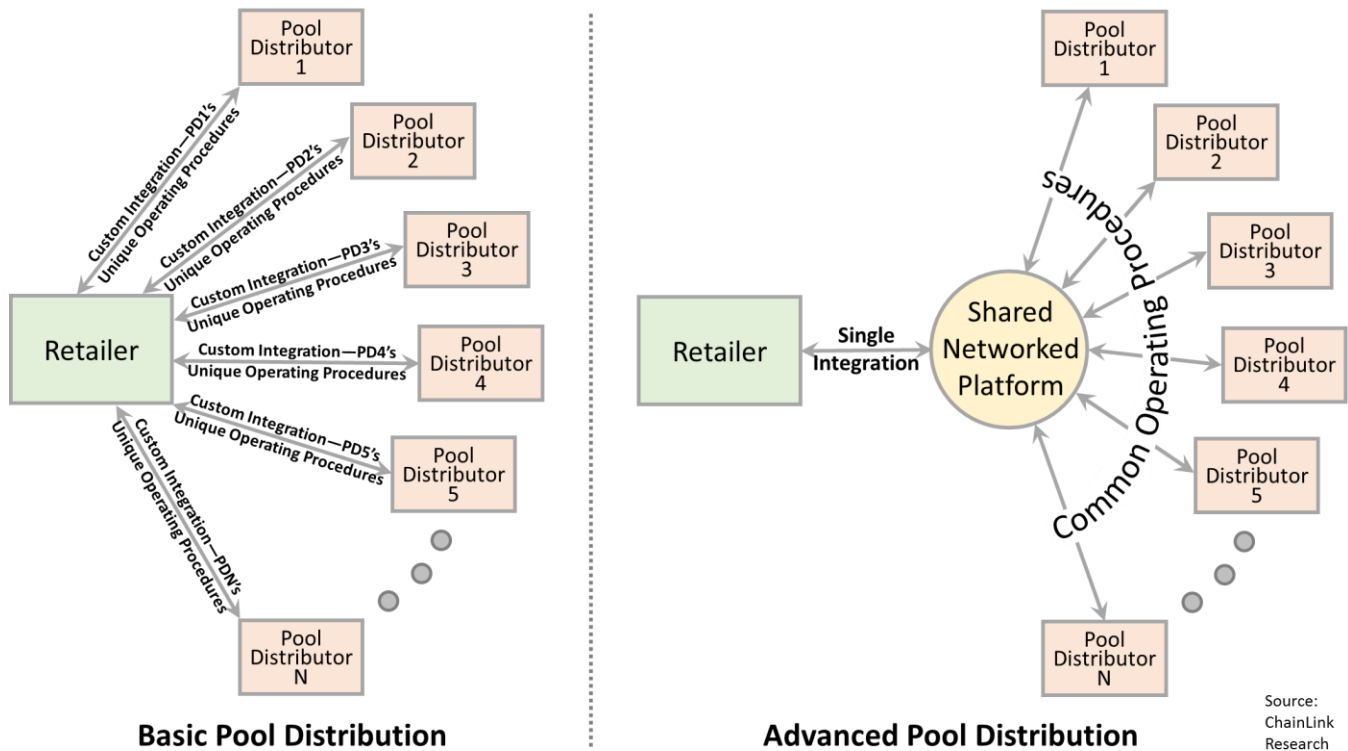 Pool
Distributor
1
Custom Integration—PD1's
Unique Operating Procedures
Pool
Distributor
2
Custom Integration—PD2's
Unique Operating Procedures
Pool
Distributor
3
Custom Integration—PD3's
Unique Operating Procedures
Retailer
Custom Integration—PD4's
Unique Operating Procedures
Pool
Distributor
4
Custom Integration—PD5's
Unique Operating Procedures
Pool
Distributor
5
Custom Integration—PDN's
Unique Operating Procedures
Pool
Distributor
N
Basic Pool Distribution
Pool
Distributor
1
Pool
Distributor
2
Pool
Distributor
3
Retailer
Single
Integration
Shared
Networked
Platform
Common Operating Procedures
Pool
Distributor
4
Pool
Distributor
5
Pool
Distributor
N
Advanced Pool Distribution
Source:
ChainLink
Research